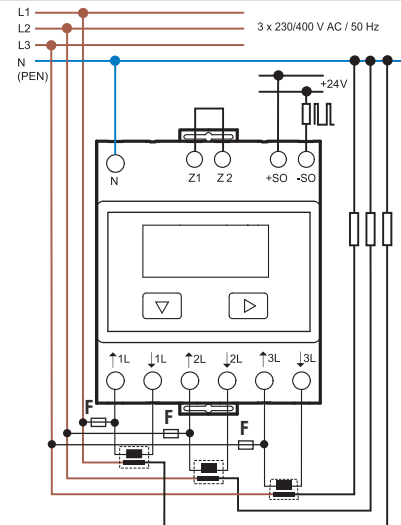 L1
L2
3 x 230/400 V AC / 50 Hz
L3
N
(PEN)
+24V
N
Z1
Z2
+SO
-SO
↑1L
↓1L
↑2L
↓2L
↑3L
↓3L
F
F
F